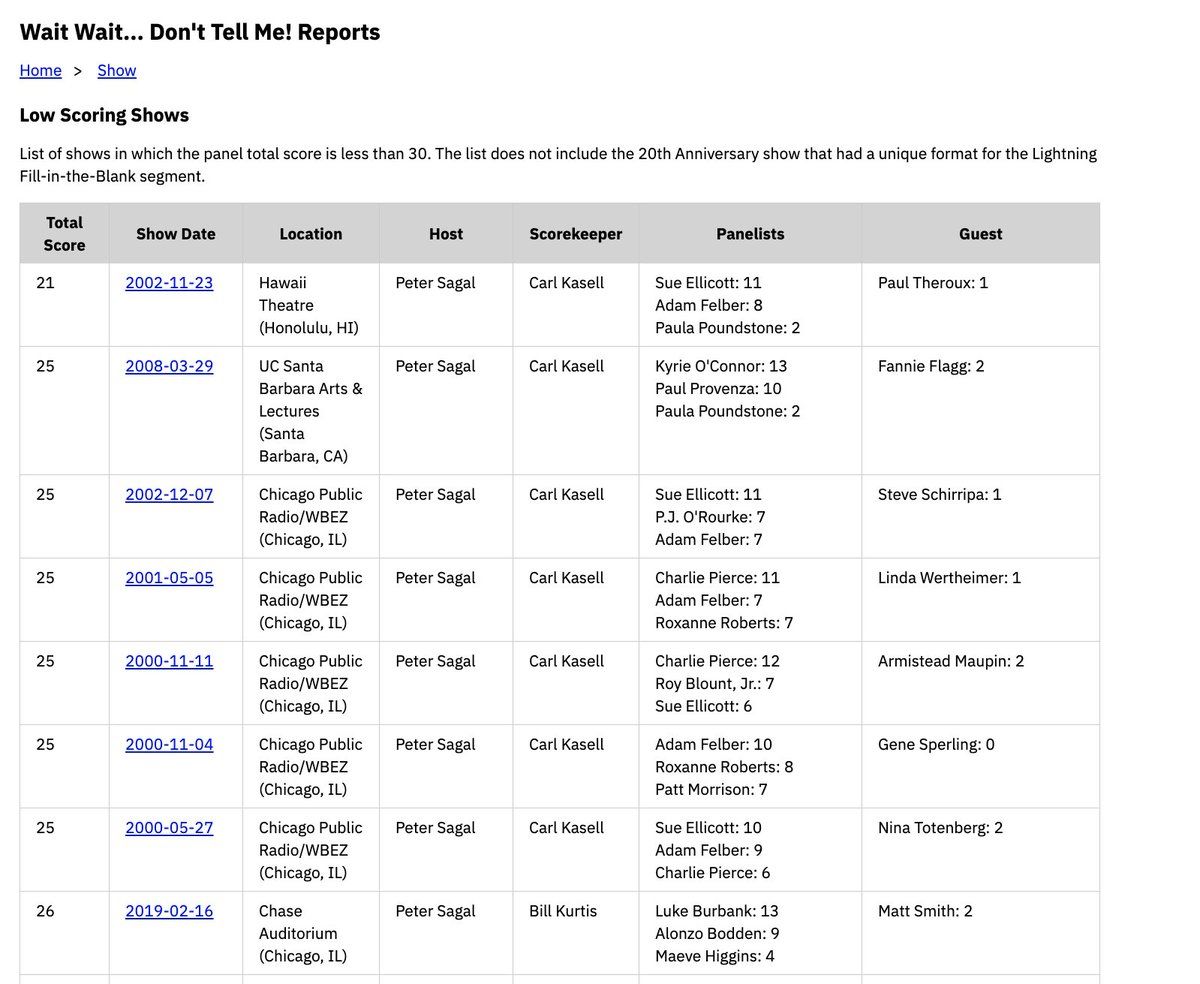 Wait Wait... Don't Tell Me! Reports
Home > Show
Low Scoring Shows
List of shows in which the panel total score is less than 30. The list does not include the 20th Anniversary show that had a unique format for the Lightning
Fill-in-the-Blank segment.
Total Score Show Date Location Host Scorekeeper Panelists Guest
21 2002-11-23 Hawaii Peter Sagal Carl Kasell Sue Ellicott: 11 Paul Theroux: 1
Theatre Adam Felber: 8
(Honolulu, HI) Paula Poundstone: 2
25 2008-03-29 UC Santa Peter Sagal Carl Kasell Kyrie O'Connor: 13 Fannie Flagg: 2
Barbara Arts & Paul Provenza: 10
Lectures Paula Poundstone: 2
(Santa
Barbara, CA)
25 2002-12-07 Chicago Public Peter Sagal Carl Kasell Sue Ellicott: 11 Steve Schirripa: 1
Radio/WBEZ P.J. O'Rourke: 7
(Chicago, IL) Adam Felber: 7
25 2001-05-05 Chicago Public Peter Sagal Carl Kasell Charlie Pierce: 11 Linda Wertheimer: 1
Radio/WBEZ Adam Felber: 7
(Chicago, IL) Roxanne Roberts: 7
25 2000-11-11 Chicago Public Peter Sagal Carl Kasell Charlie Pierce: 12 Armistead Maupin: 2
Radio/WBEZ Roy Blount, Jr.: 7
(Chicago, IL) Sue Ellicott: 6
25 2000-11-04 Chicago Public Peter Sagal Carl Kasell Adam Felber: 10 Gene Sperling: 0
Radio/WBEZ Roxanne Roberts: 8
(Chicago, IL) Patt Morrison: 7
25 2000-05-27 Chicago Public Peter Sagal Carl Kasell Sue Ellicott: 10 Nina Totenberg: 2
Radio/WBEZ Adam Felber: 9
(Chicago, IL) Charlie Pierce: 6
26 2019-02-16 Chase Peter Sagal Bill Kurtis Luke Burbank: 13 Matt Smith: 2
Auditorium Alonzo Bodden: 9
(Chicago, IL) Maeve Higgins: 4